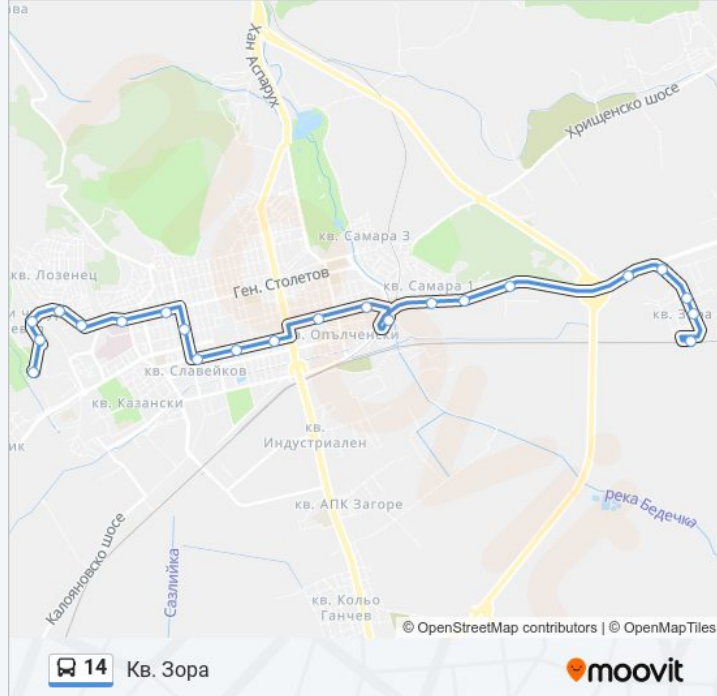 ава
Хан Аспарух
Хрищенско шосе
кв. Самара 3
кв. Лозенец
Ген. Столетов
кв. Самара 1
кв. Опълченски
кв. Славейков
кв. Казански
ик
кв.
Индустриален
кв. АПК Загоре
река Бедечка
Калояновско шосе
Сазлийка
кв. Кольо
Ганчев
© OpenStreetMap contributors | © OpenMapTiles
14 Кв. Зора
moovit